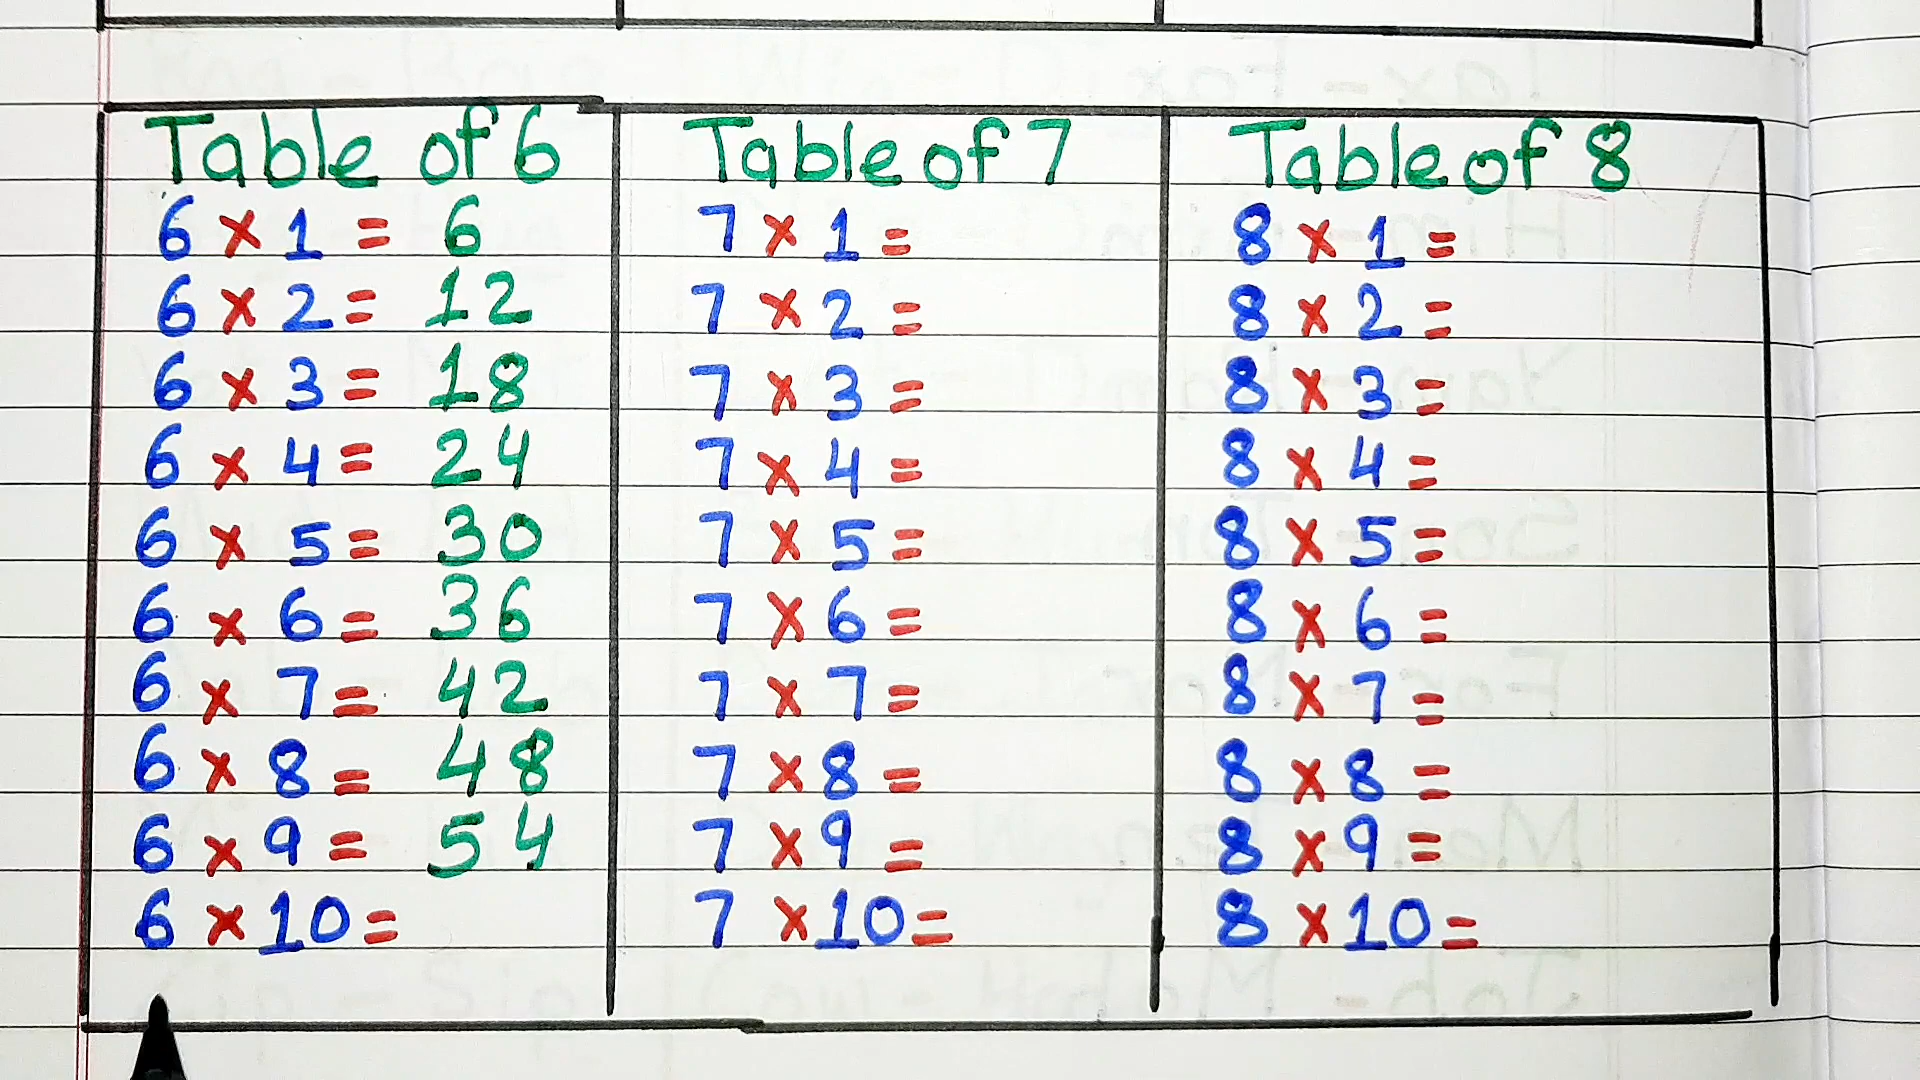 Table of 6
6 × 1 = 6
6 × 2 = 12
6 × 3 = 18
6 × 4 = 24
6 × 5 = 30
6 × 6 = 36
6 × 7 = 42
6 × 8 = 48
6 × 9 = 54
6 × 10 =
Table of 7
7 × 1 =
7 × 2 =
7 × 3 =
7 × 4 =
7 × 5 =
7 × 6 =
7 × 7 =
7 × 8 =
7 × 9 =
7 × 10 =
Table of 8
8 × 1 =
8 × 2 =
8 × 3 =
8 × 4 =
8 × 5 =
8 × 6 =
8 × 7 =
8 × 8 =
8 × 9 =
8 × 10 =